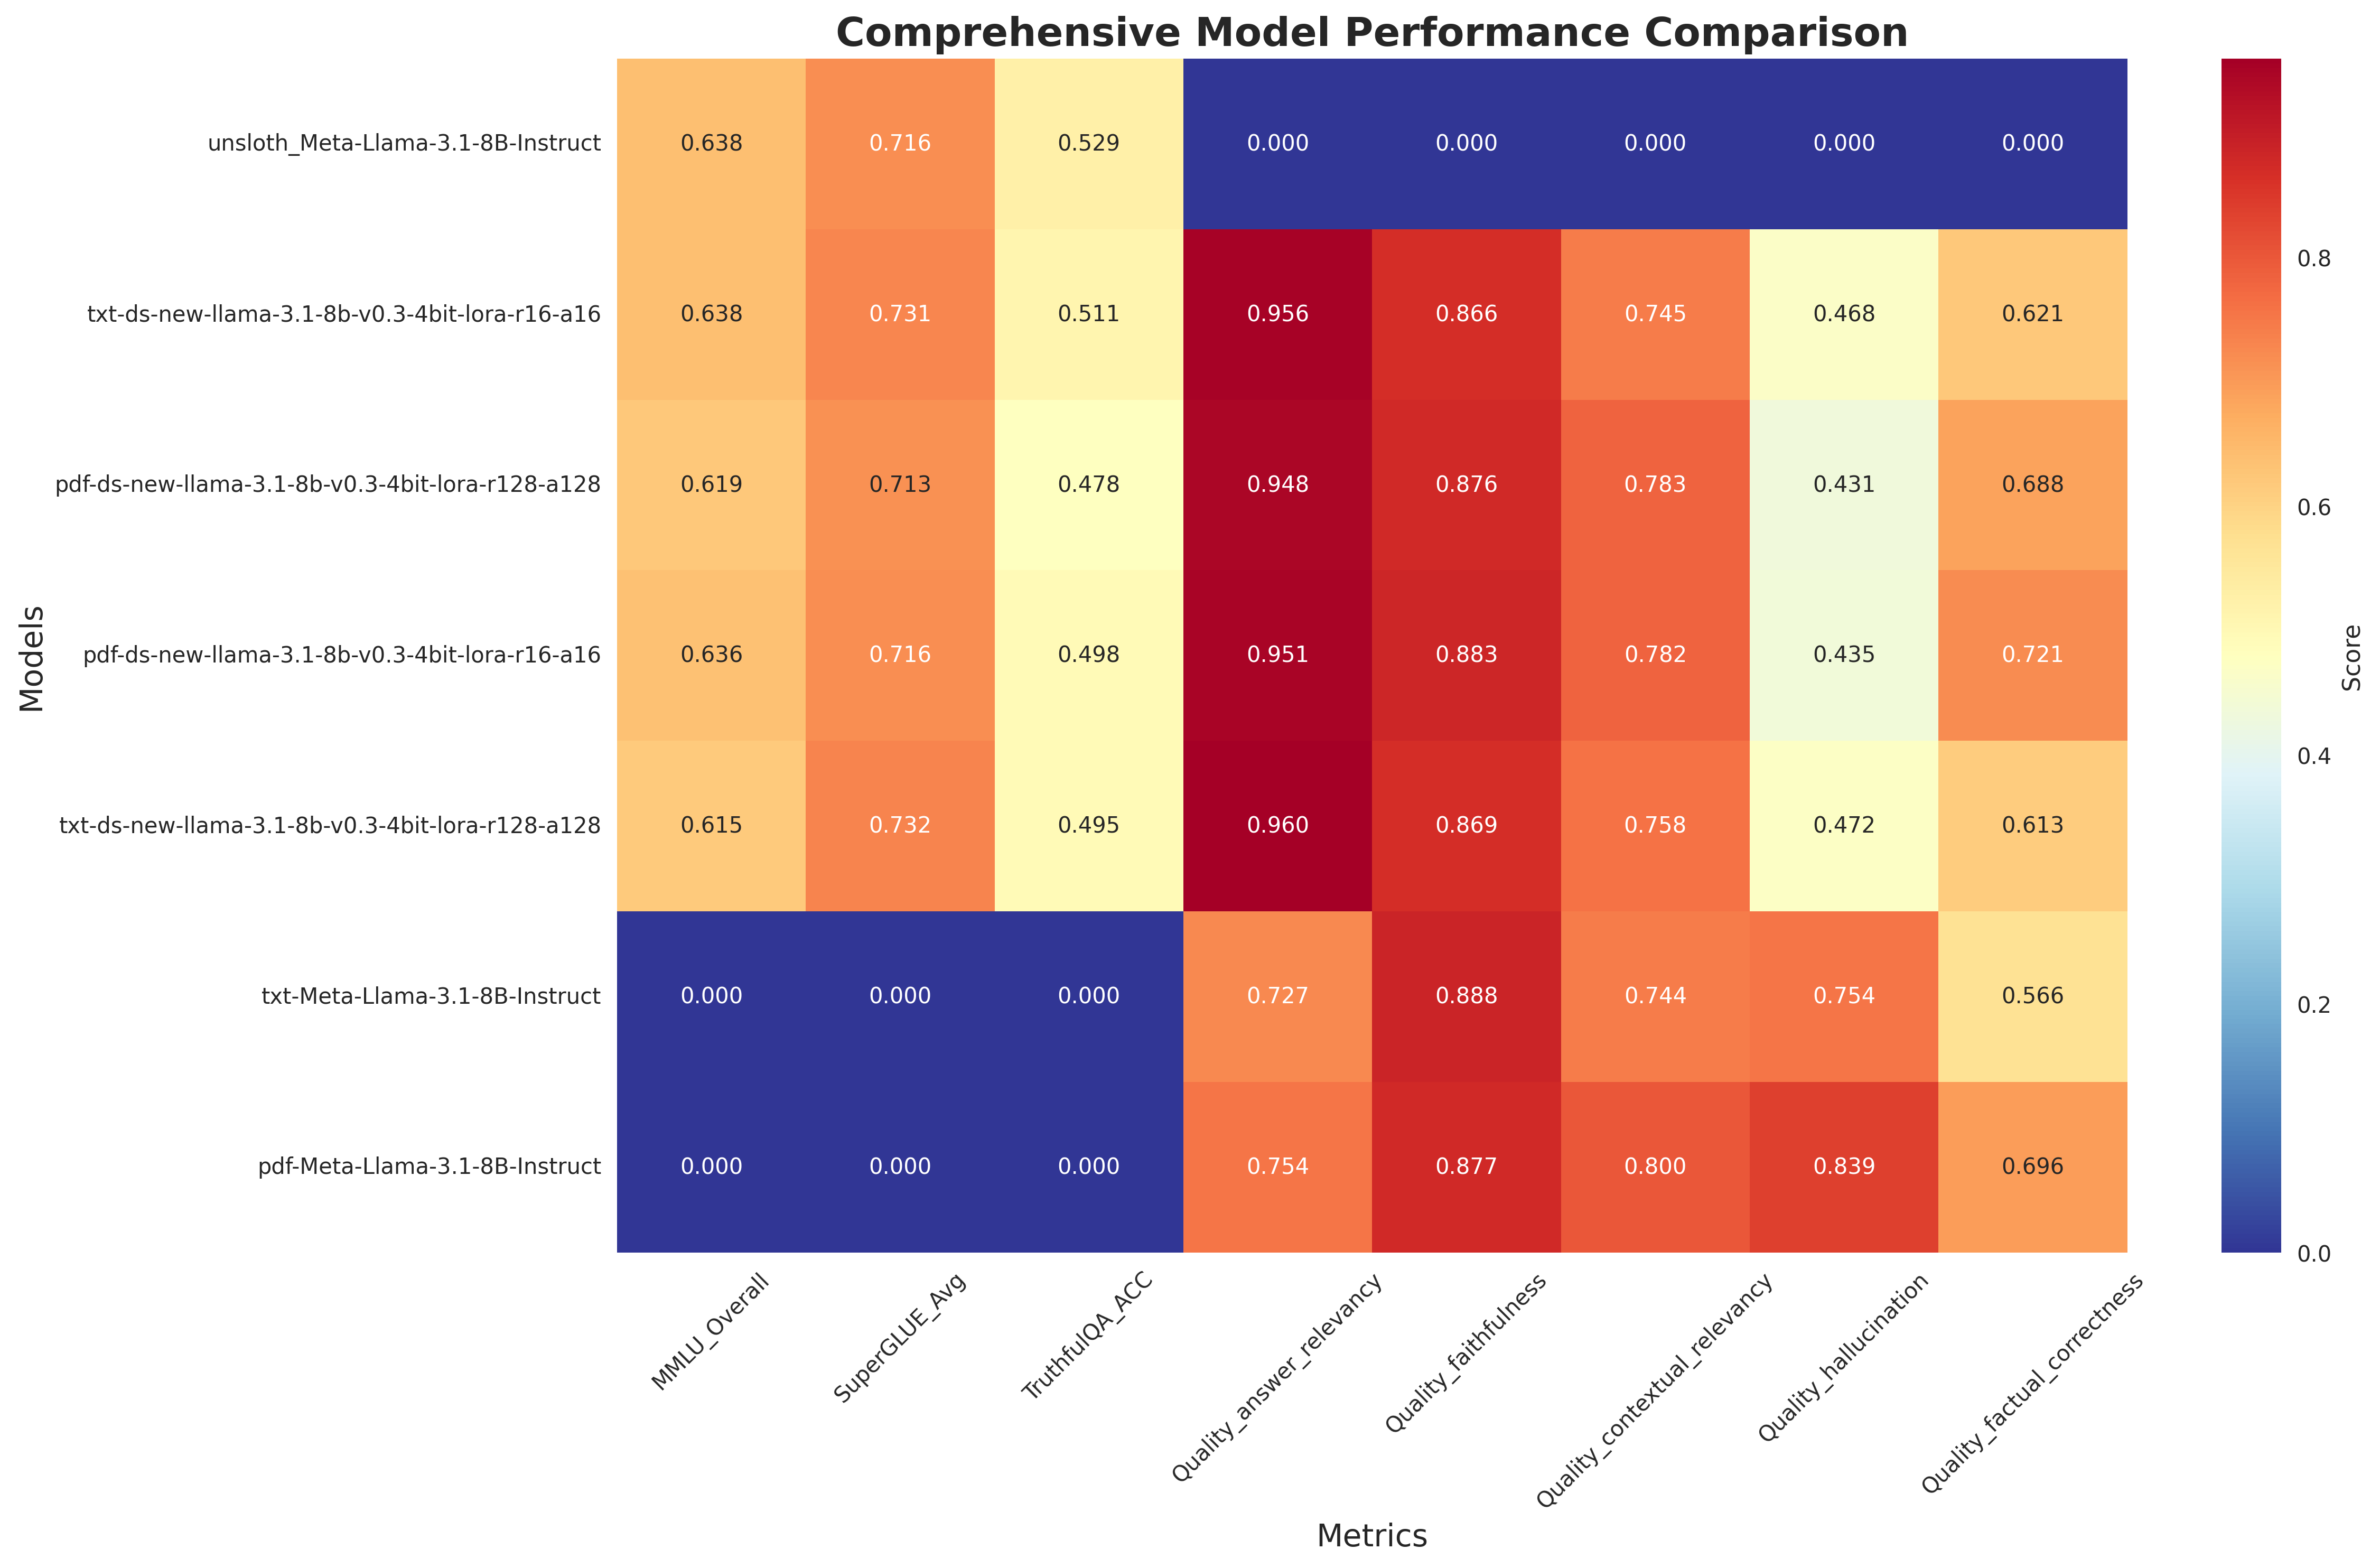 Comprehensive Model Performance Comparison
Models
unsloth_Meta-Llama-3.1-8B-Instruct 0.638 0.716 0.529 0.000 0.000 0.000 0.000 0.000
txt-ds-new-llama-3.1-8b-v0.3-4bit-lora-r16-a16 0.638 0.731 0.511 0.956 0.866 0.745 0.468 0.621
pdf-ds-new-llama-3.1-8b-v0.3-4bit-lora-r128-a128 0.619 0.713 0.478 0.948 0.876 0.783 0.431 0.688
pdf-ds-new-llama-3.1-8b-v0.3-4bit-lora-r16-a16 0.636 0.716 0.498 0.951 0.883 0.782 0.435 0.721
txt-ds-new-llama-3.1-8b-v0.3-4bit-lora-r128-a128 0.615 0.732 0.495 0.960 0.869 0.758 0.472 0.613
txt-Meta-Llama-3.1-8B-Instruct 0.000 0.000 0.000 0.727 0.888 0.744 0.754 0.566
pdf-Meta-Llama-3.1-8B-Instruct 0.000 0.000 0.000 0.754 0.877 0.800 0.839 0.696
MMLU_Overall
SuperGLUE_Avg
TruthfulQA_ACC
Quality_answer_relevancy
Quality_faithfulness
Quality_contextual_relevancy
Quality_hallucination
Quality_factual_correctness
Metrics
0.8
0.6
0.4
0.2
0.0
Score